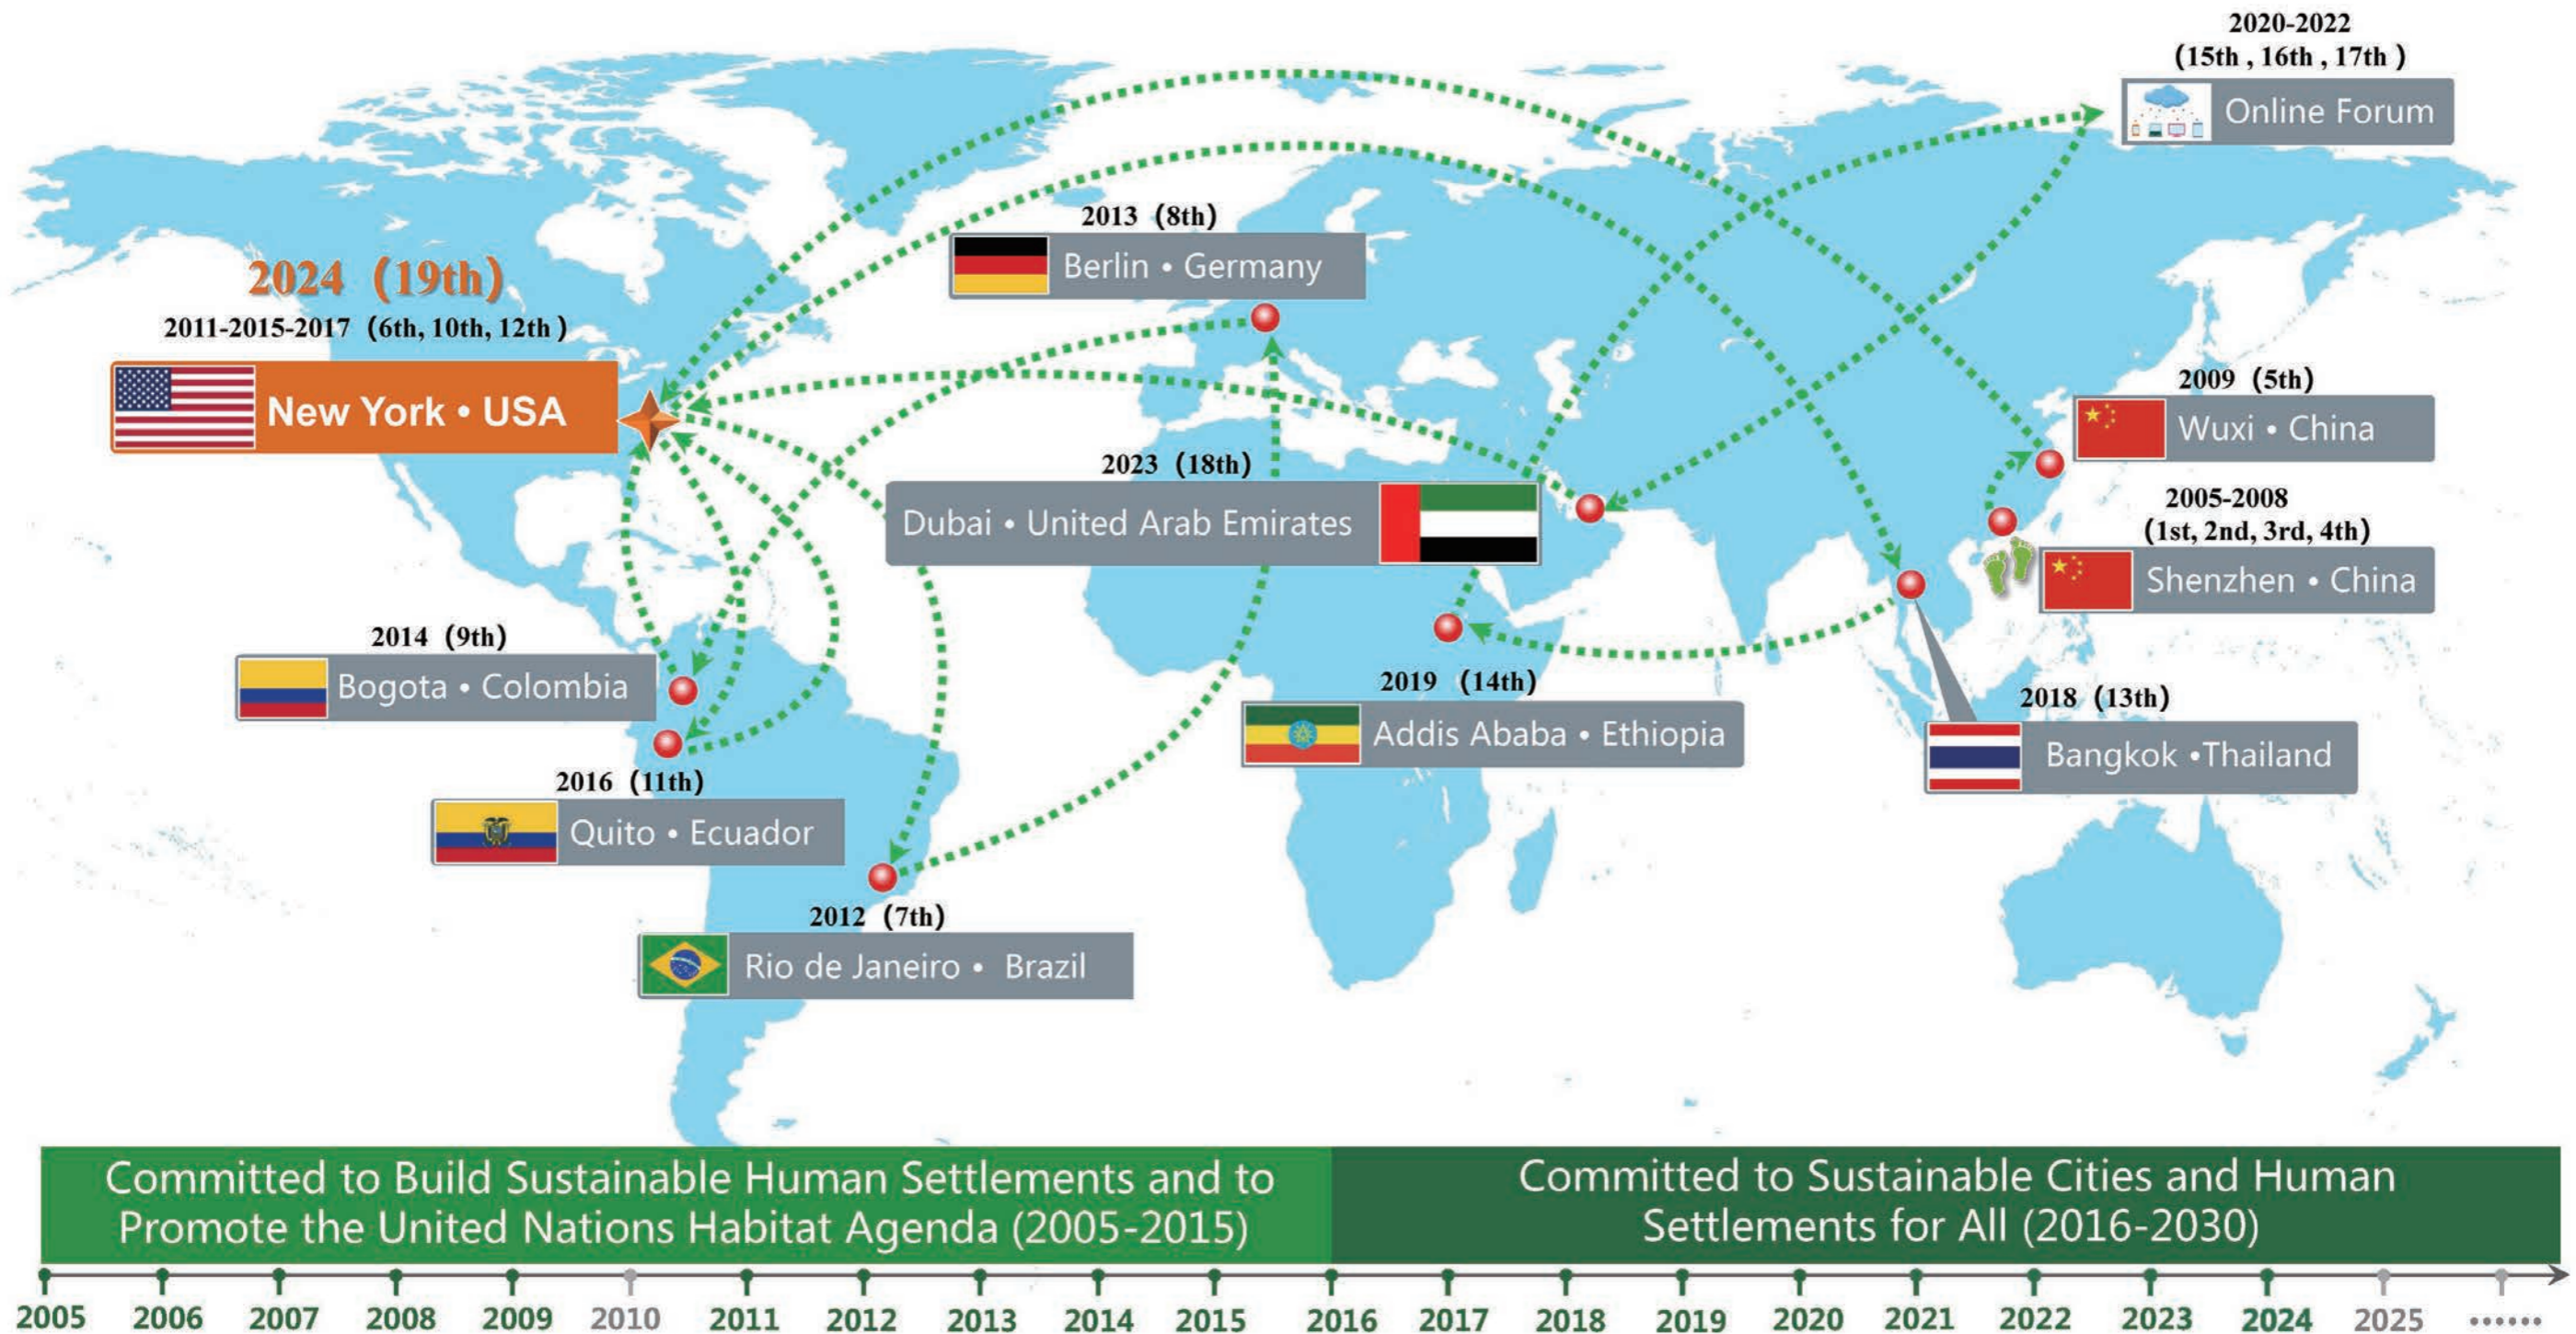 2020-2022
(15th , 16th , 17th )
Online Forum
2013 (8th)
Berlin • Germany
2024 (19th)
2011-2015-2017 (6th, 10th, 12th )
New York • USA
2009 (5th)
Wuxi • China
2023 (18th)
Dubai • United Arab Emirates
2005-2008
(1st, 2nd, 3rd, 4th)
Shenzhen • China
2014 (9th)
Bogota • Colombia
2019 (14th)
Addis Ababa • Ethiopia
2018 (13th)
Bangkok •Thailand
2016 (11th)
Quito • Ecuador
2012 (7th)
Rio de Janeiro • Brazil
Committed to Build Sustainable Human Settlements and to
Promote the United Nations Habitat Agenda (2005-2015)
Committed to Sustainable Cities and Human
Settlements for All (2016-2030)
2005 2006 2007 2008 2009 2010 2011 2012 2013 2014 2015 2016 2017 2018 2019 2020 2021 2022 2023 2024 2025 ••••••